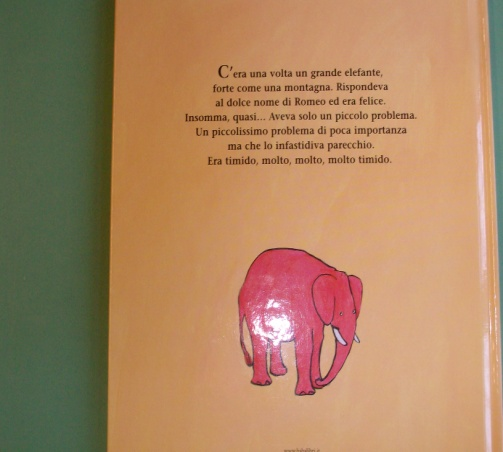 C'era una volta un grande elefante,
forte come una montagna. Rispondeva
al dolce nome di Romeo ed era felice.
Insomma, quasi... Aveva solo un piccolo problema.
Un piccolissimo problema di poca importanza
ma che lo infastidiva parecchio.
Era timido, molto, molto, molto timido.